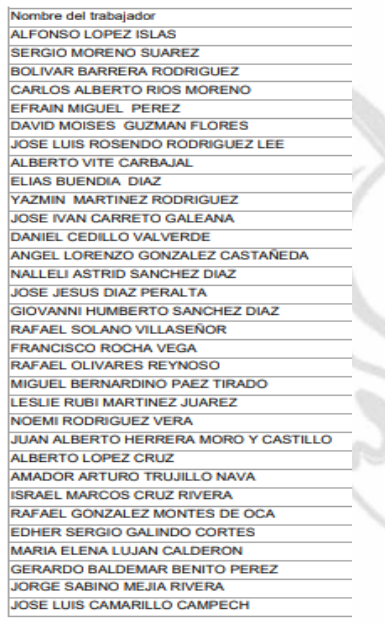 Nombre del trabajador
ALFONSO LOPEZ ISLAS
SERGIO MORENO SUAREZ
BOLIVAR BARRERA RODRIGUEZ
CARLOS ALBERTO RIOS MORENO
EFRAIN MIGUEL PEREZ
DAVID MOISES GUZMAN FLORES
JOSE LUIS ROSENDO RODRIGUEZ LEE
ALBERTO VITE CARBAJAL
ELIAS BUENDIA DIAZ
YAZMIN MARTINEZ RODRIGUEZ
JOSE IVAN CARRETO GALEANA
DANIEL CEDILLO VALVERDE
ANGEL LORENZO GONZALEZ CASTAÑEDA
NALLELI ASTRID SANCHEZ DIAZ
JOSE JESUS DIAZ PERALTA
GIOVANNI HUMBERTO SANCHEZ DIAZ
RAFAEL SOLANO VILLASEÑOR
FRANCISCO ROCHA VEGA
RAFAEL OLIVARES REYNOSO
MIGUEL BERNARDINO PAEZ TIRADO
LESLIE RUBI MARTINEZ JUAREZ
NOEMI RODRIGUEZ VERA
JUAN ALBERTO HERRERA MORO Y CASTILLO
ALBERTO LOPEZ CRUZ
AMADOR ARTURO TRUJILLO NAVA
ISRAEL MARCOS CRUZ RIVERA
RAFAEL GONZALEZ MONTES DE OCA
EDHER SERGIO GALINDO CORTES
MARIA ELENA LUJAN CALDERON
GERARDO BALDEMAR BENITO PEREZ
JORGE SABINO MEJIA RIVERA
JOSE LUIS CAMARILLO CAMPECH